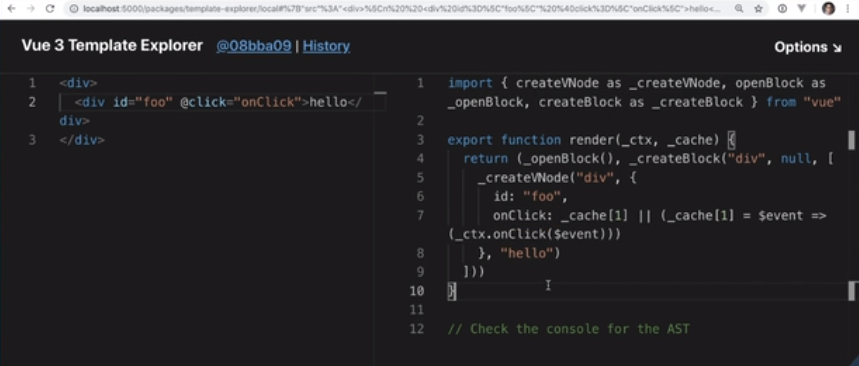 localhost:5000/packages/template-explorer/local#%7B"src"%3A"<div>%5Cn%20%20<div%20id%3D%5C"foo%5C"%20%40click%3D%5C"onClick%5C">hello<...
Vue 3 Template Explorer @08bba09 | History
Options ↘
1 <div>
2 <div id="foo" @click="onClick">hello</
div>
3 </div>
1 import { createVNode as _createVNode, openBlock as
_openBlock, createBlock as _createBlock } from "vue"
2
3 export function render(_ctx, _cache) {
4 return (_openBlock(), _createBlock("div", null, [
5 _createVNode("div", {
6 id: "foo",
7 onClick: _cache[1] || (_cache[1] = $event =>
(_ctx.onClick($event)))
8 }, "hello")
9 ]))
10 }
11
12 // Check the console for the AST